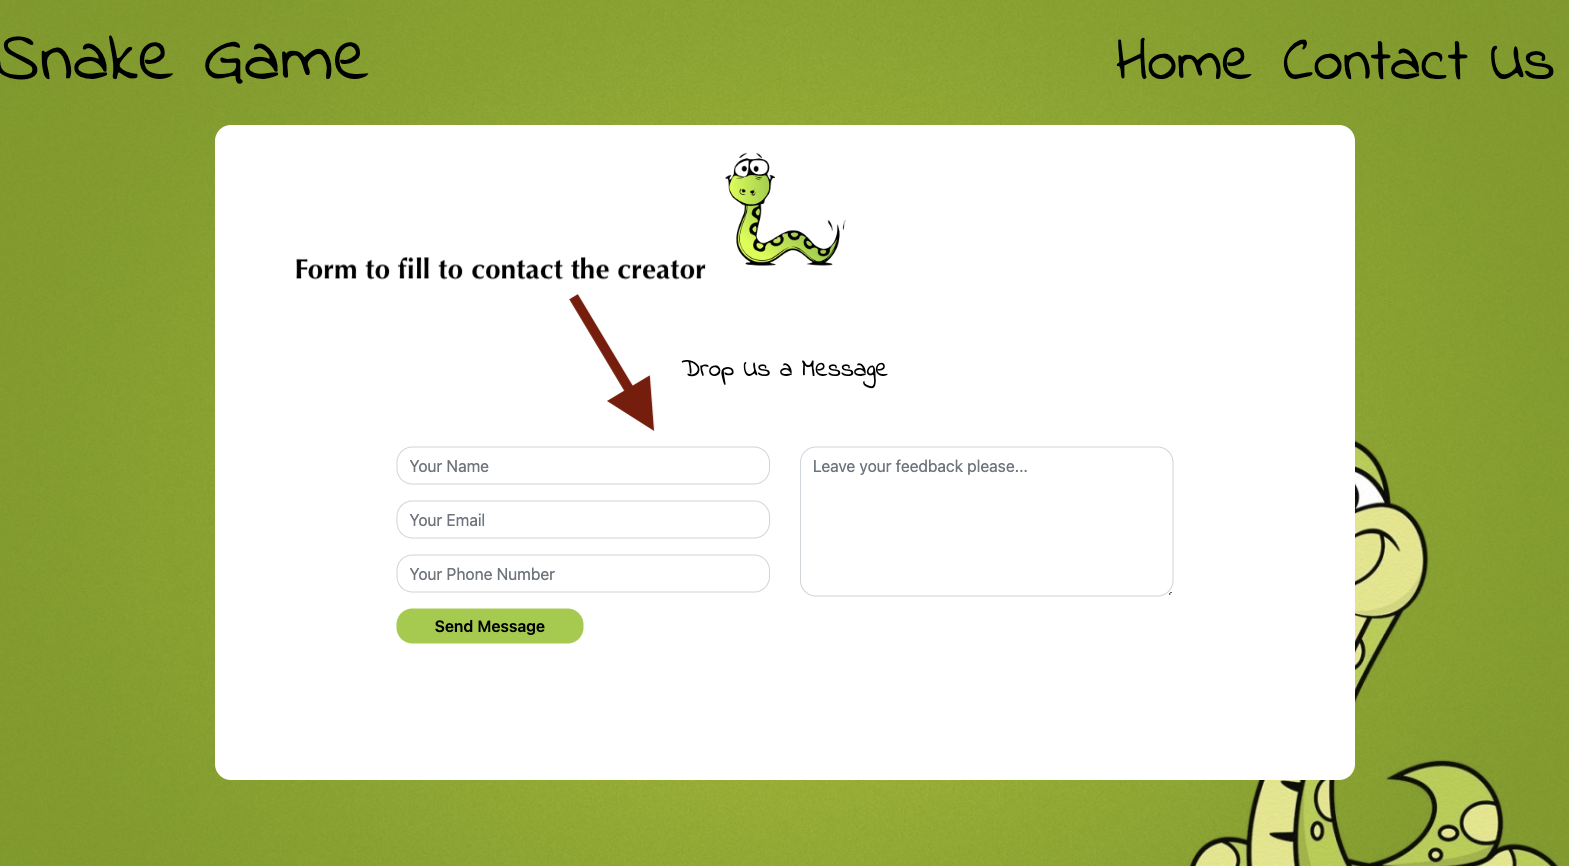 Snake Game
Home Contact Us
Form to fill to contact the creator
Drop Us a Message
Your Name
Leave your feedback please...
Your Email
Your Phone Number
Send Message